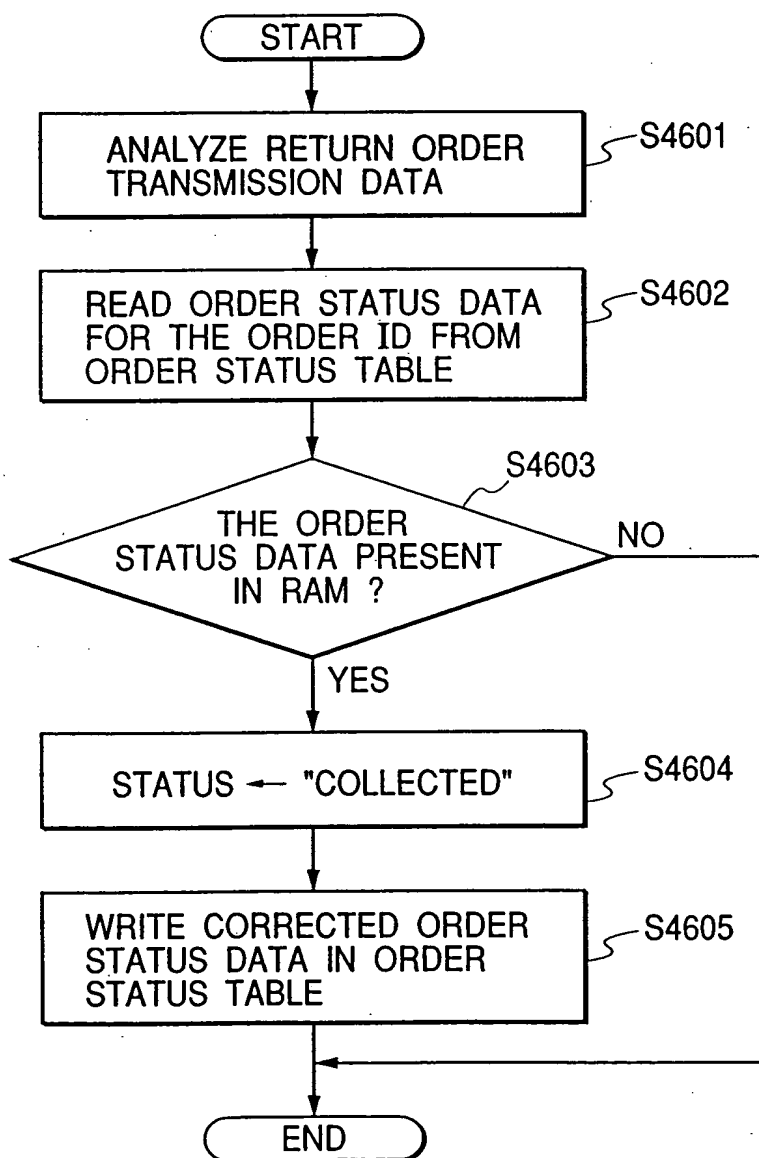 START
ANALYZE RETURN ORDER
TRANSMISSION DATA
S4601
READ ORDER STATUS DATA
FOR THE ORDER ID FROM
ORDER STATUS TABLE
S4602
S4603
THE ORDER
STATUS DATA PRESENT
IN RAM ?
NO
YES
STATUS ← "COLLECTED"
S4604
WRITE CORRECTED ORDER
STATUS DATA IN ORDER
STATUS TABLE
S4605
END